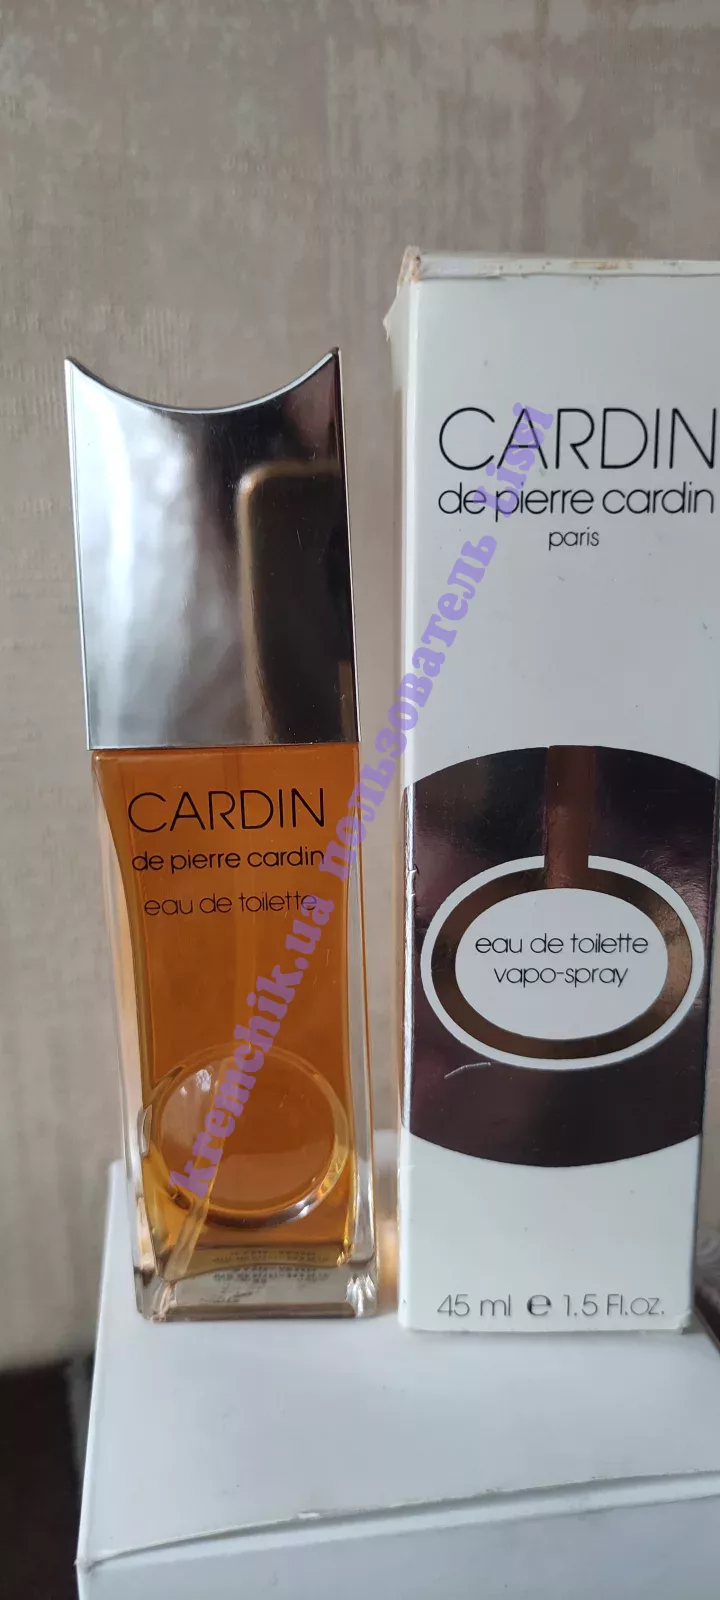 CARDIN
de pierre cardin
eau de toilette
CARDIN
de pierre cardin
paris
eau de toilette
vapo-spray
45 ml e 1.5 Fl.oz.
kremchik.ua пользователь Lissi